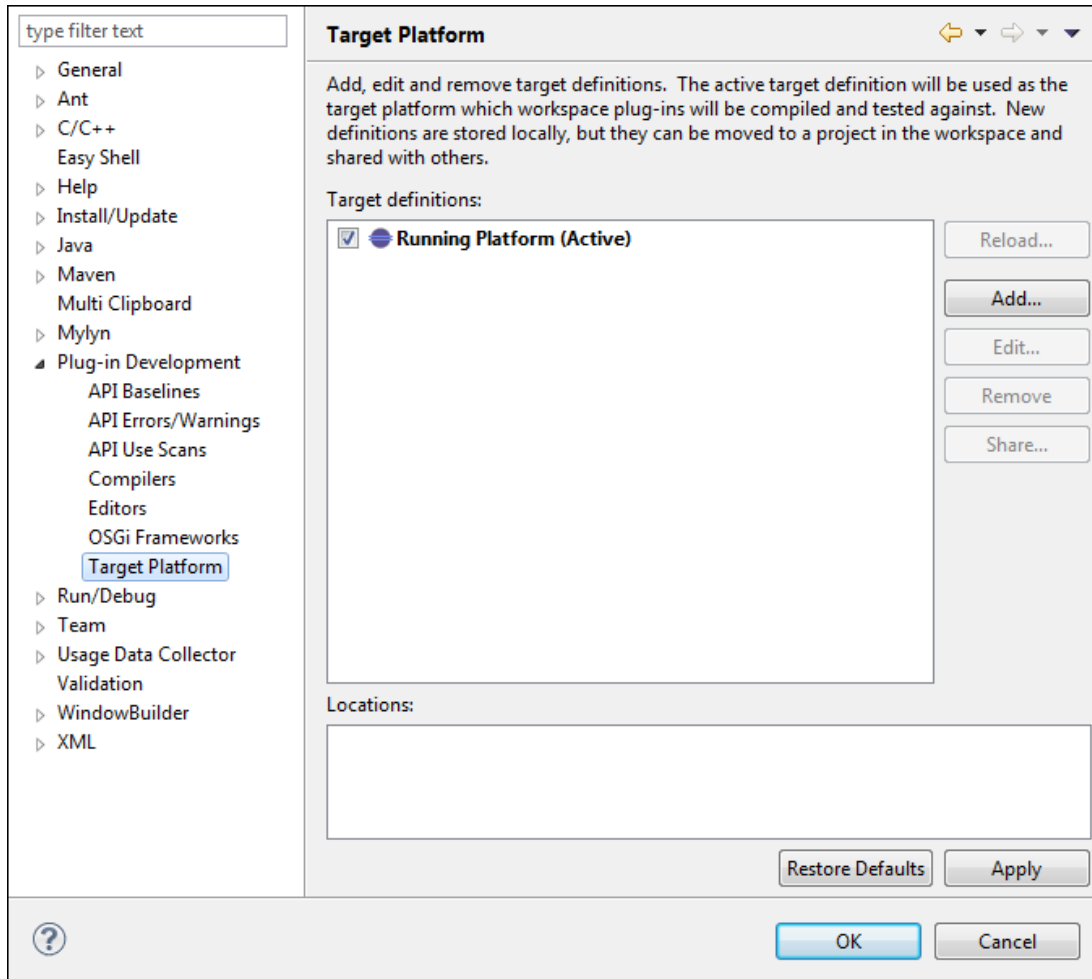 type filter text
General
Ant
C/C++
Easy Shell
Help
Install/Update
Java
Maven
Multi Clipboard
Mylyn
Plug-in Development
API Baselines
API Errors/Warnings
API Use Scans
Compilers
Editors
OSGi Frameworks
Target Platform
Run/Debug
Team
Usage Data Collector
Validation
WindowBuilder
XML
Target Platform
Add, edit and remove target definitions.  The active target definition will be used as the
target platform which workspace plug-ins will be compiled and tested against.  New
definitions are stored locally, but they can be moved to a project in the workspace and
shared with others.
Target definitions:
Running Platform (Active)
Reload...
Add...
Edit...
Remove
Share...
Locations:
Restore Defaults
Apply
OK
Cancel